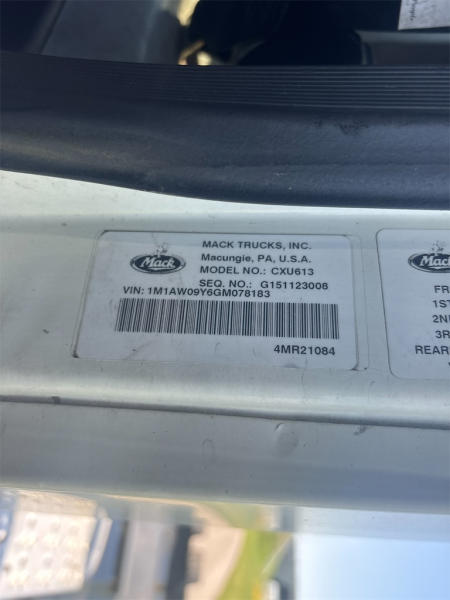 Mack
MACK TRUCKS, INC.
Macungie, PA, U.S.A.
MODEL NO.: CXU613
SEQ. NO.: G151123008
VIN: 1M1AW09Y6GM078183
4MR21084
Mack
FR
1ST
2N
3R
REAR